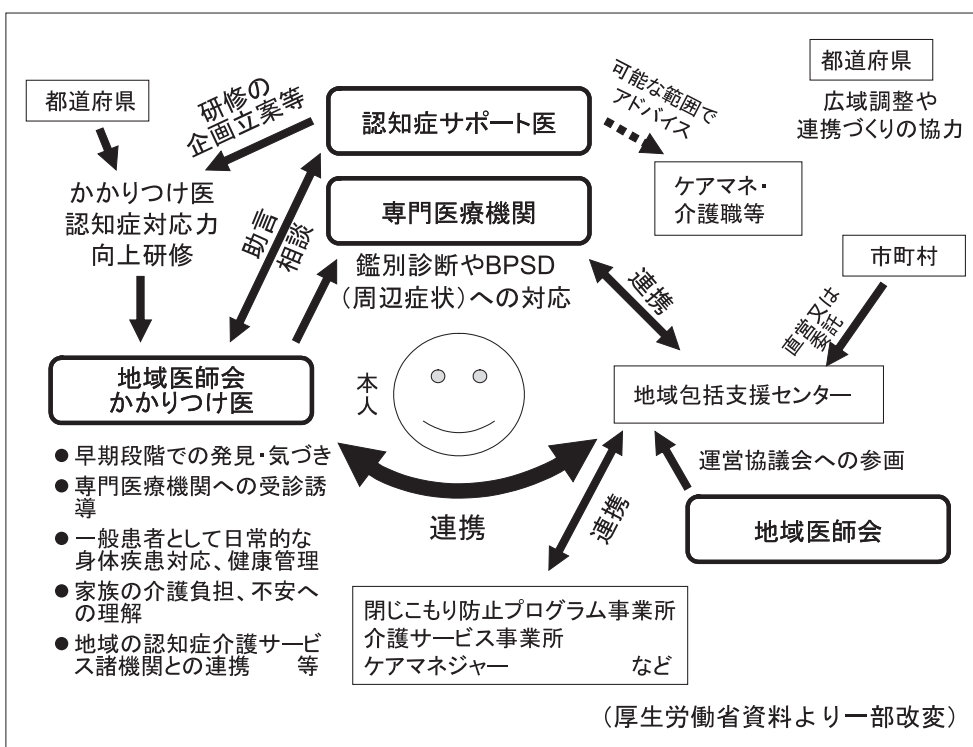 都道府県
研修の
企画立案等
認知症サポート医
可能な範囲で
アドバイス
都道府県
広域調整や
連携づくりの協力
かかりつけ医
認知症対応力
向上研修
助言
相談
専門医療機関
鑑別診断やBPSD
（周辺症状）への対応
ケアマネ・
介護職等
市町村
連携
直営又は
委託
地域医師会
かかりつけ医
本人
地域包括支援センター
●早期段階での発見・気づき
●専門医療機関への受診誘
導
●一般患者として日常的な
身体疾患対応、健康管理
●家族の介護負担、不安へ
の理解
●地域の認知症介護サービ
ス諸機関との連携　　等
連携
連携
運営協議会への参画
地域医師会
閉じこもり防止プログラム事業所
介護サービス事業所
ケアマネジャー　　　　　など
（厚生労働省資料より一部改変）